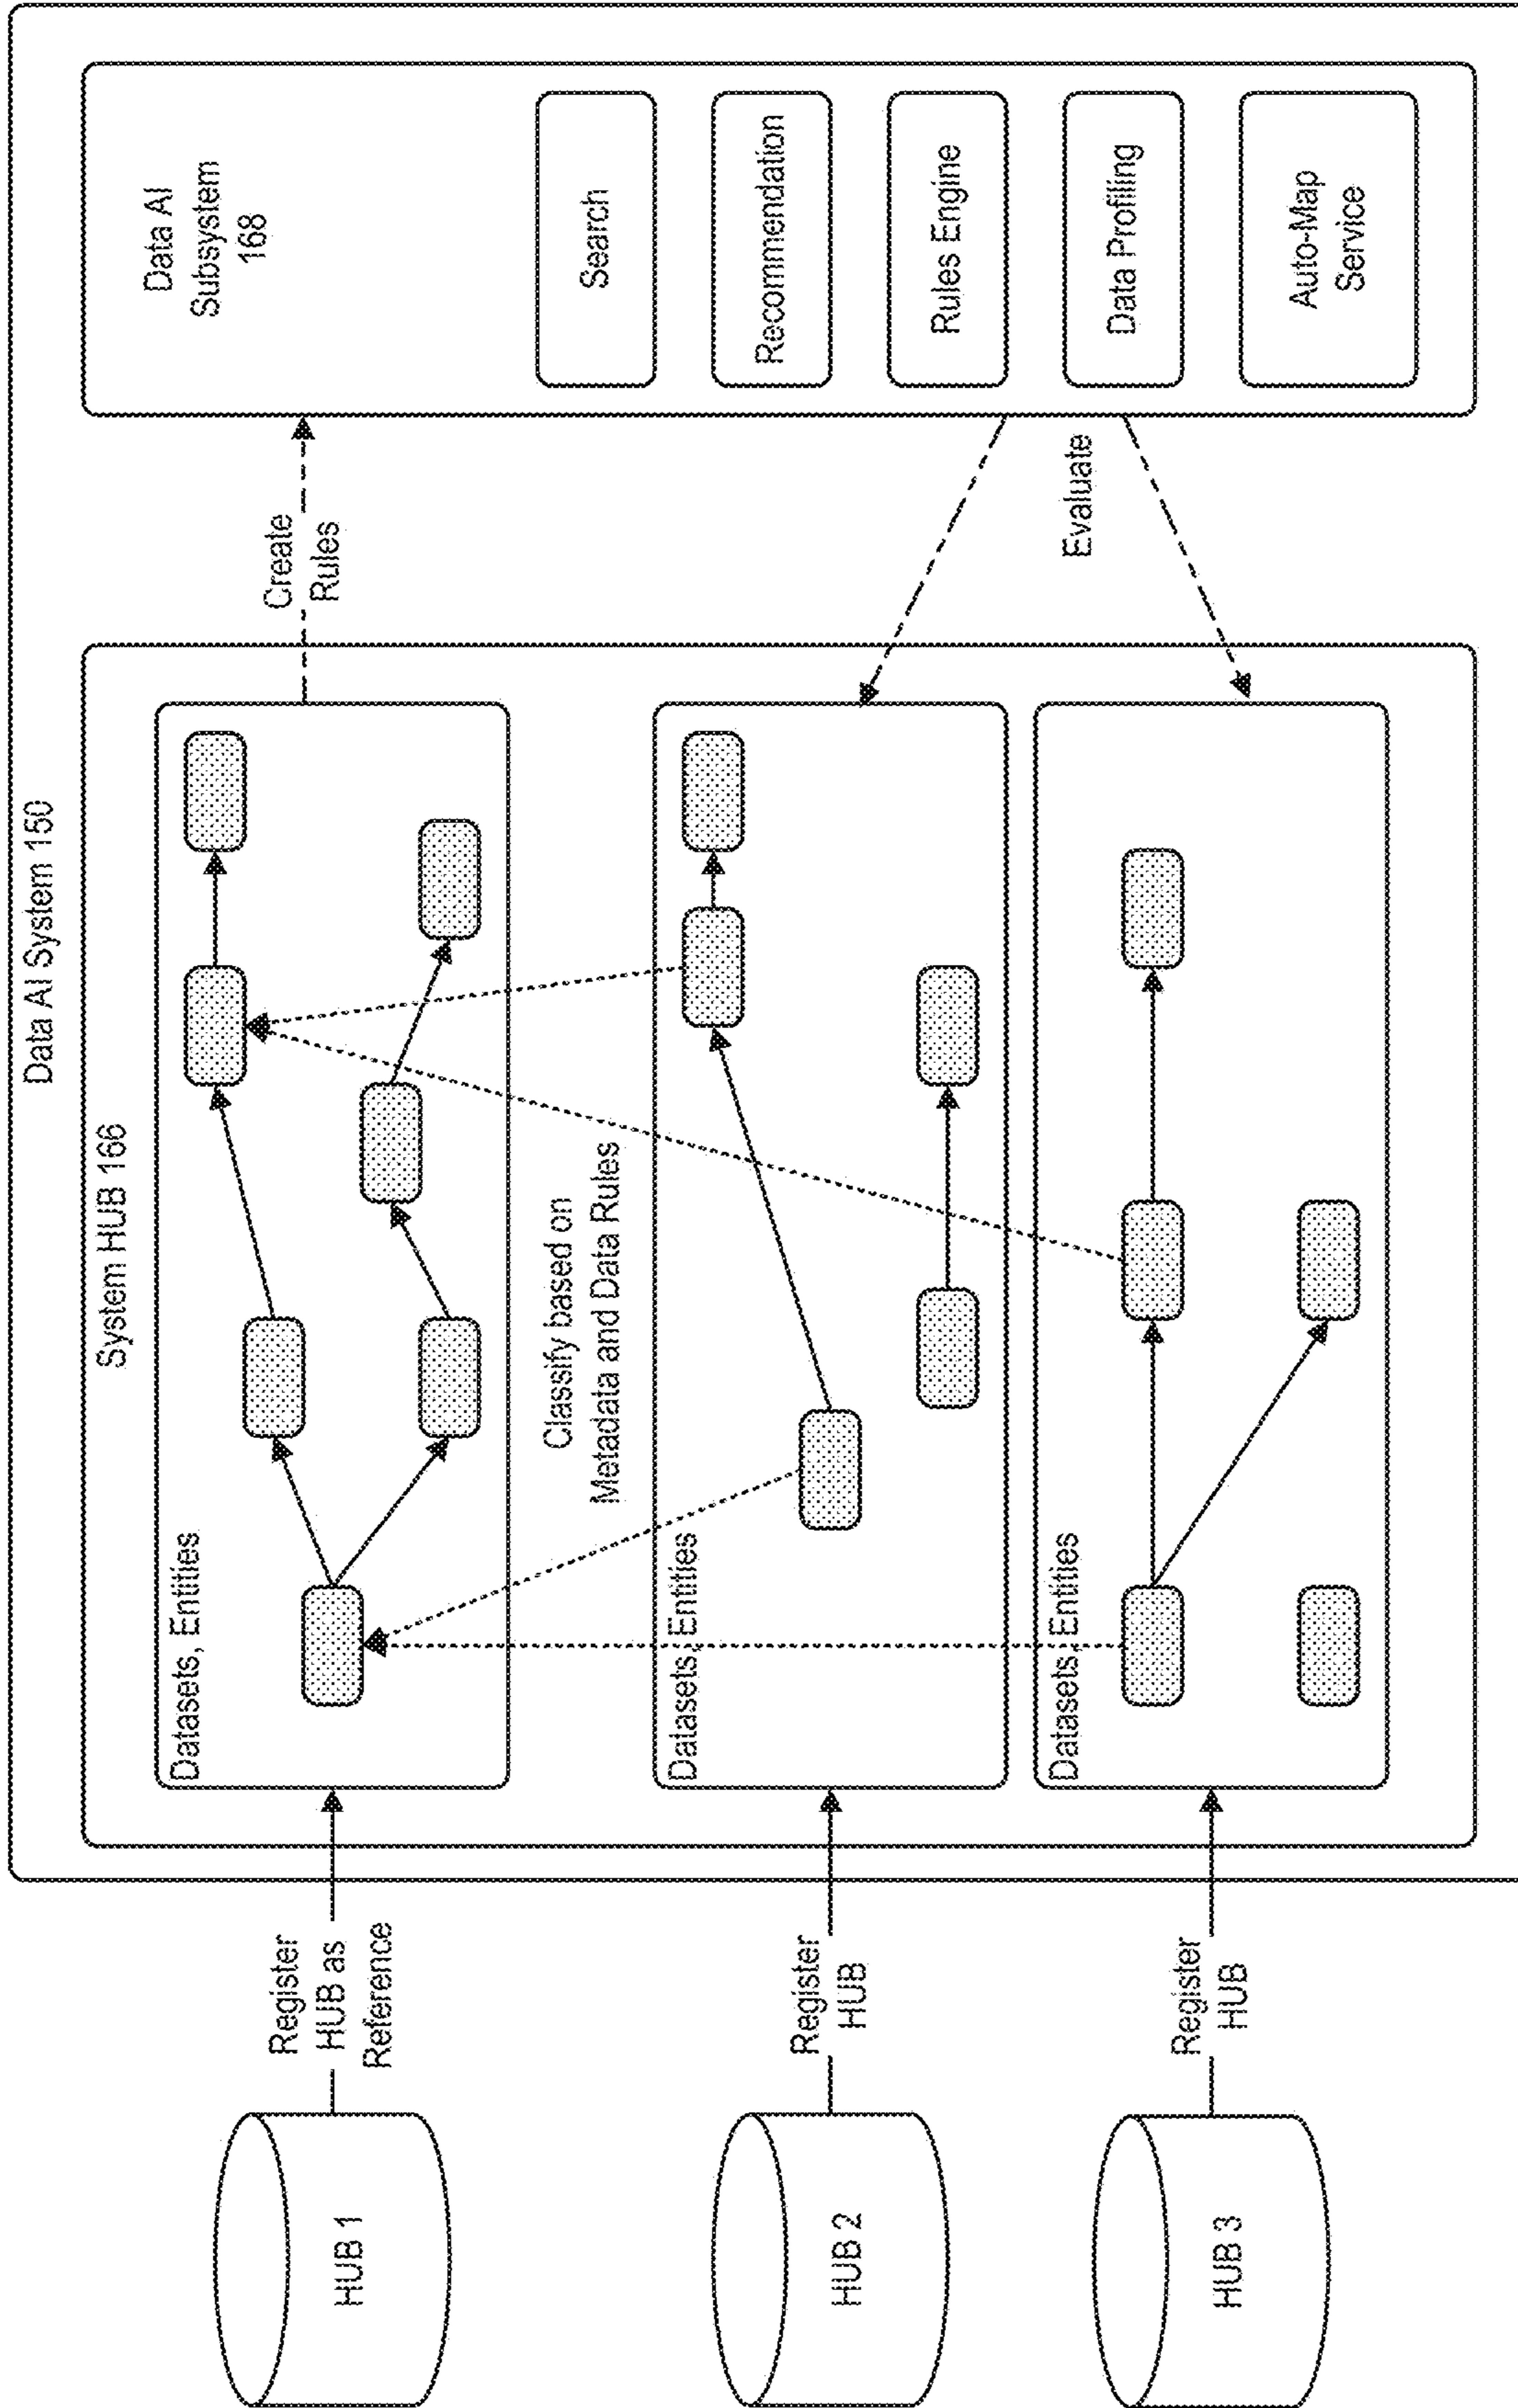 Data AI System 150
System HUB 166
HUB 1
Register
HUB as
Reference
Datasets, Entities
Create
Rules
Data AI
Subsystem
168
Classify based on
Metadata and Data Rules
HUB 2
Register
HUB
Datasets, Entities
HUB 3
Register
HUB
Datasets, Entities
Evaluate
Search
Recommendation
Rules Engine
Data Profiling
Auto-Map
Service